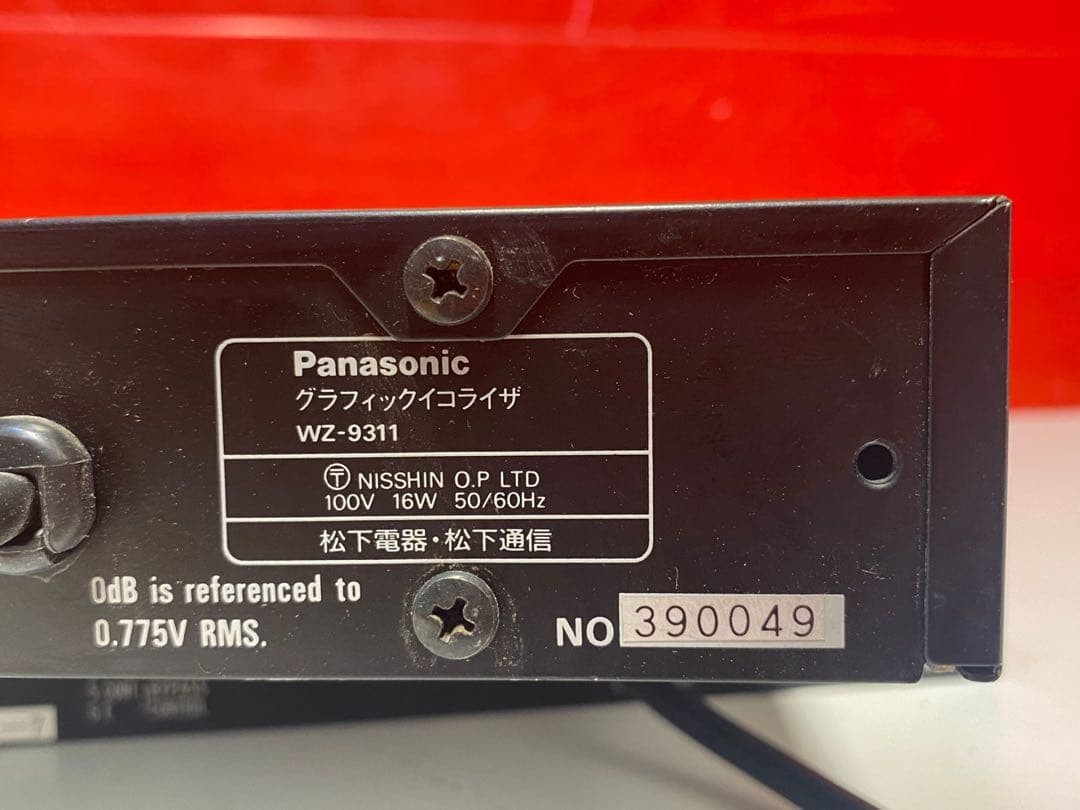 Panasonic
グラフィックイコライザ
WZ-9311
〒 NISSHIN O.P LTD
100V 16W 50/60Hz
松下電器・松下通信
0dB is referenced to
0.775V RMS.
NO 390049